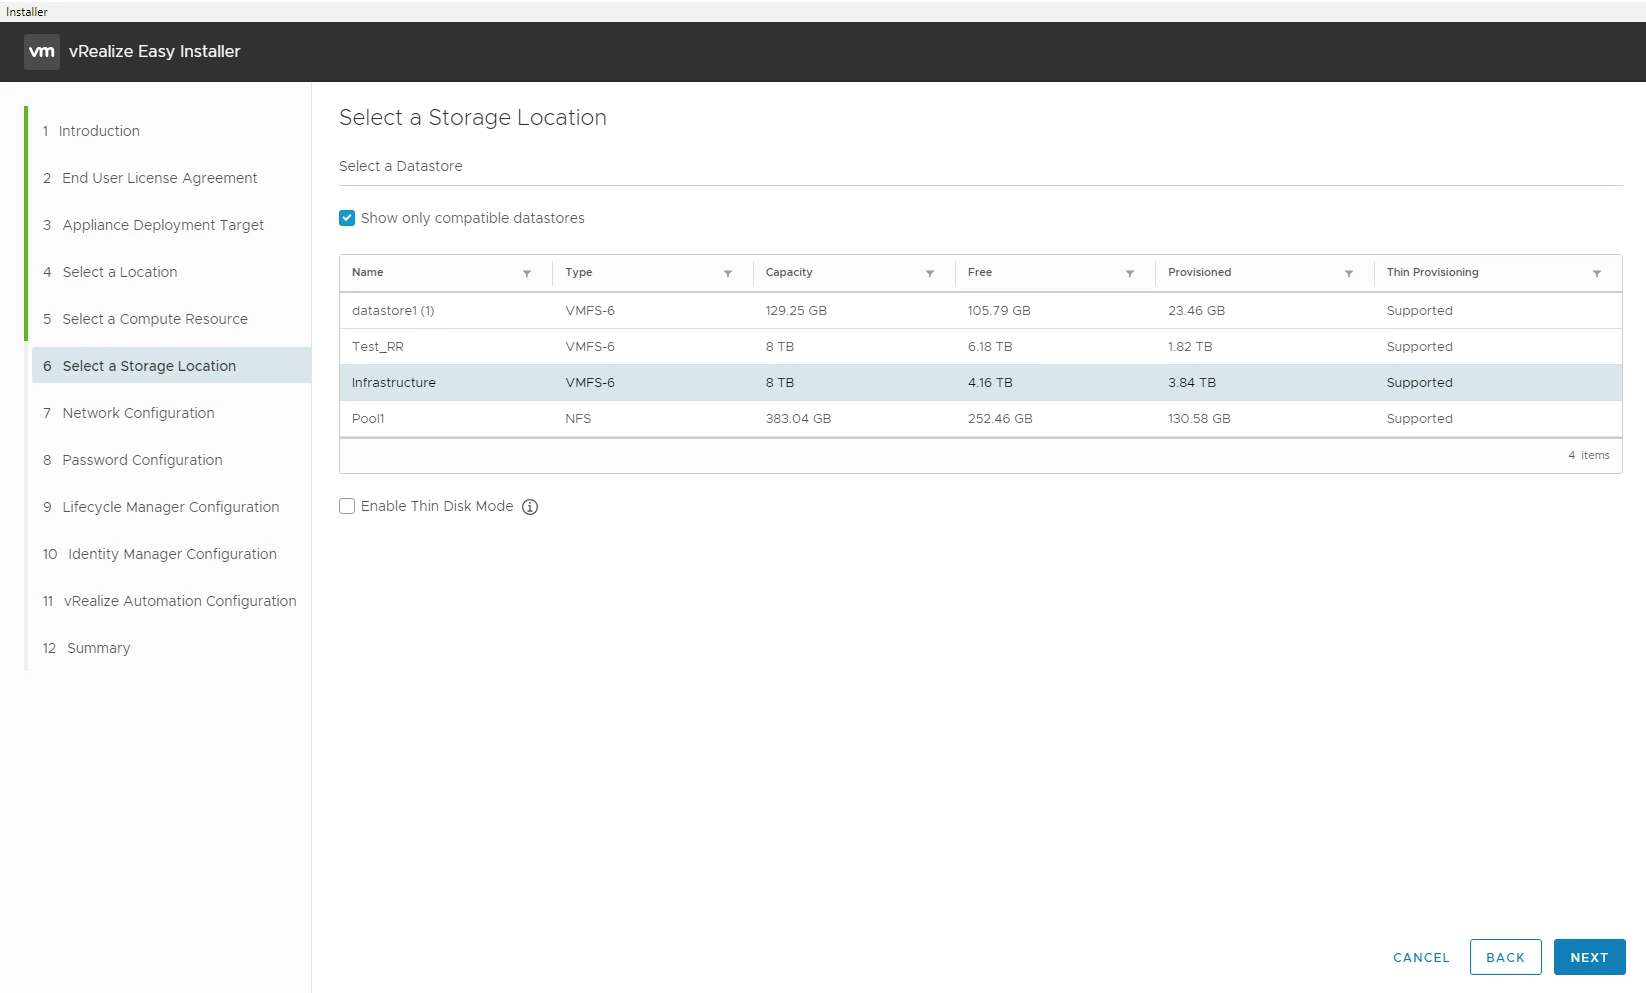 Installer
vm vRealize Easy Installer
1 Introduction
2 End User License Agreement
3 Appliance Deployment Target
4 Select a Location
5 Select a Compute Resource
6 Select a Storage Location
7 Network Configuration
8 Password Configuration
9 Lifecycle Manager Configuration
10 Identity Manager Configuration
11 vRealize Automation Configuration
12 Summary
Select a Storage Location
Select a Datastore
Show only compatible datastores
Name Type Capacity Free Provisioned Thin Provisioning
datastore1 (1) VMFS-6 129.25 GB 105.79 GB 23.46 GB Supported
Test_RR VMFS-6 8 TB 6.18 TB 1.82 TB Supported
Infrastructure VMFS-6 8 TB 4.16 TB 3.84 TB Supported
Pool1 NFS 383.04 GB 252.46 GB 130.58 GB Supported
4 items
Enable Thin Disk Mode
CANCEL BACK NEXT